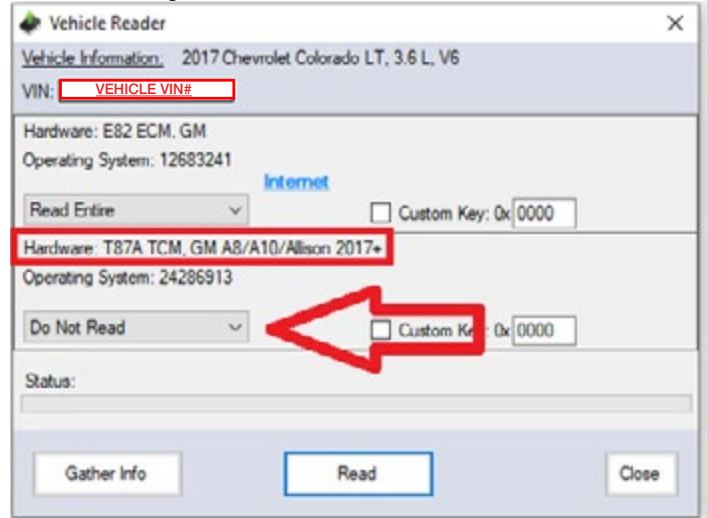 Vehicle Reader
Vehicle Information: 2017 Chevrolet Colorado LT, 3.6 L, V6
VIN: VEHICLE VIN#
Hardware: E82 ECM, GM
Operating System: 12683241
Internet
Read Entire Custom Key: 0x 0000
Hardware: T87A TCM, GM A8/A10/Allison 2017+
Operating System: 24286913
Do Not Read Custom Key: 0x 0000
Status:
Gather Info Read Close